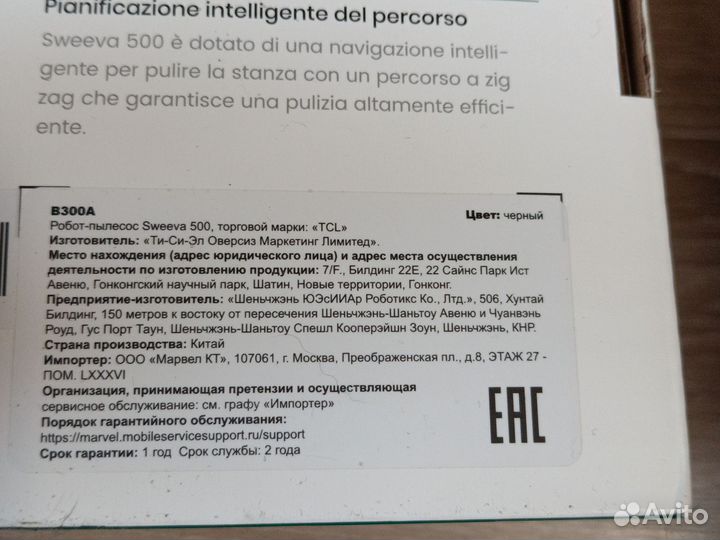 Pianificazione intelligente del percorso
Sweeva 500 è dotato di una navigazione intelli-
gente per pulire la stanza con un percorso a zig
zag che garantisce una pulizia altamente effici-
ente.
B300A
Цвет: черный
Робот-пылесос Sweeva 500, торговой марки: «TCL»
Изготовитель: «Ти-Си-Эл Оверсиз Маркетинг Лимитед».
Место нахождения (адрес юридического лица) и адрес места осуществления
деятельности по изготовлению продукции: 7/F., Билдинг 22E, 22 Сайнс Парк Ист
Авеню, Гонконгский научный парк, Шатин, Новые территории, Гонконг.
Предприятие-изготовитель: «Шеньчжэнь ЮЭсИИАр Роботикс Ко., Лтд.», 506, Хунтай
Билдинг, 150 метров к востоку от пересечения Шеньчжэнь-Шаньтоу Авеню и Чуанвэнь
Роуд, Гус Порт Таун, Шеньчжэнь-Шаньтоу Спешл Кооперэйшн Зоун, Шеньчжэнь, КНР.
Страна производства: Китай
Импортер: ООО «Марвел КТ», 107061, г. Москва, Преображенская пл., д.8, ЭТАЖ 27 -
ПОМ. LXXXVI
Организация, принимающая претензии и осуществляющая
сервисное обслуживание: см. графу «Импортер»
Порядок гарантийного обслуживания:
https://marvel.mobileservicesupport.ru/support
Срок гарантии: 1 год Срок службы: 2 года
EAC
Avito